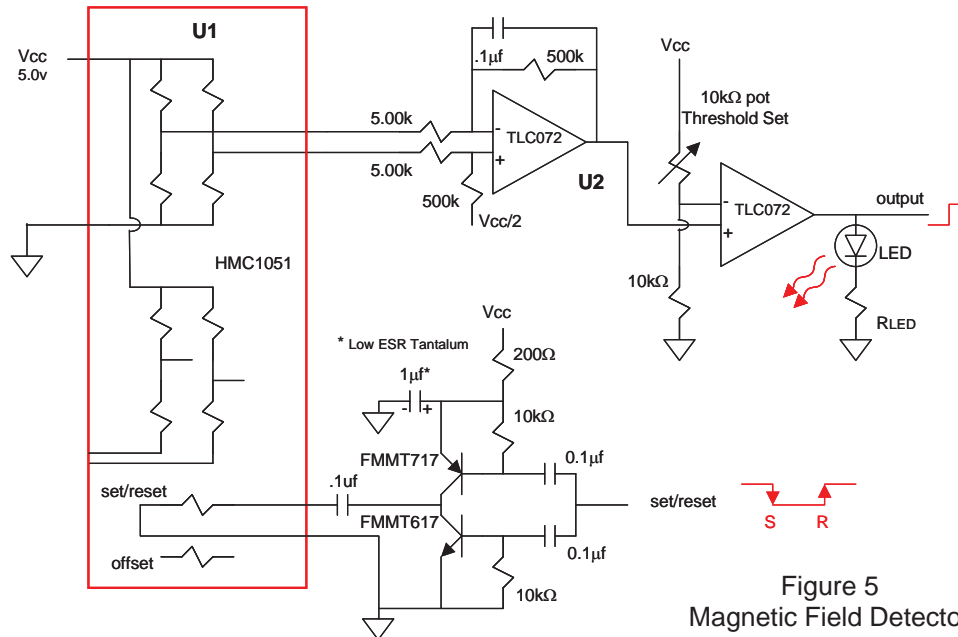 U1
Vcc
5.0v
.1µf
500k
5.00k
5.00k
-
+
TLC072
U2
500k
Vcc/2
Vcc
10kΩ pot
Threshold Set
-
+
TLC072
output
LED
RLED
10kΩ
HMC1051
Vcc
* Low ESR Tantalum
200Ω
1µf*
- +
10kΩ
FMMT717
0.1µf
.1uf
set/reset
FMMT617
set/reset
0.1µf
S R
offset
10kΩ
Figure 5
Magnetic Field Detecto